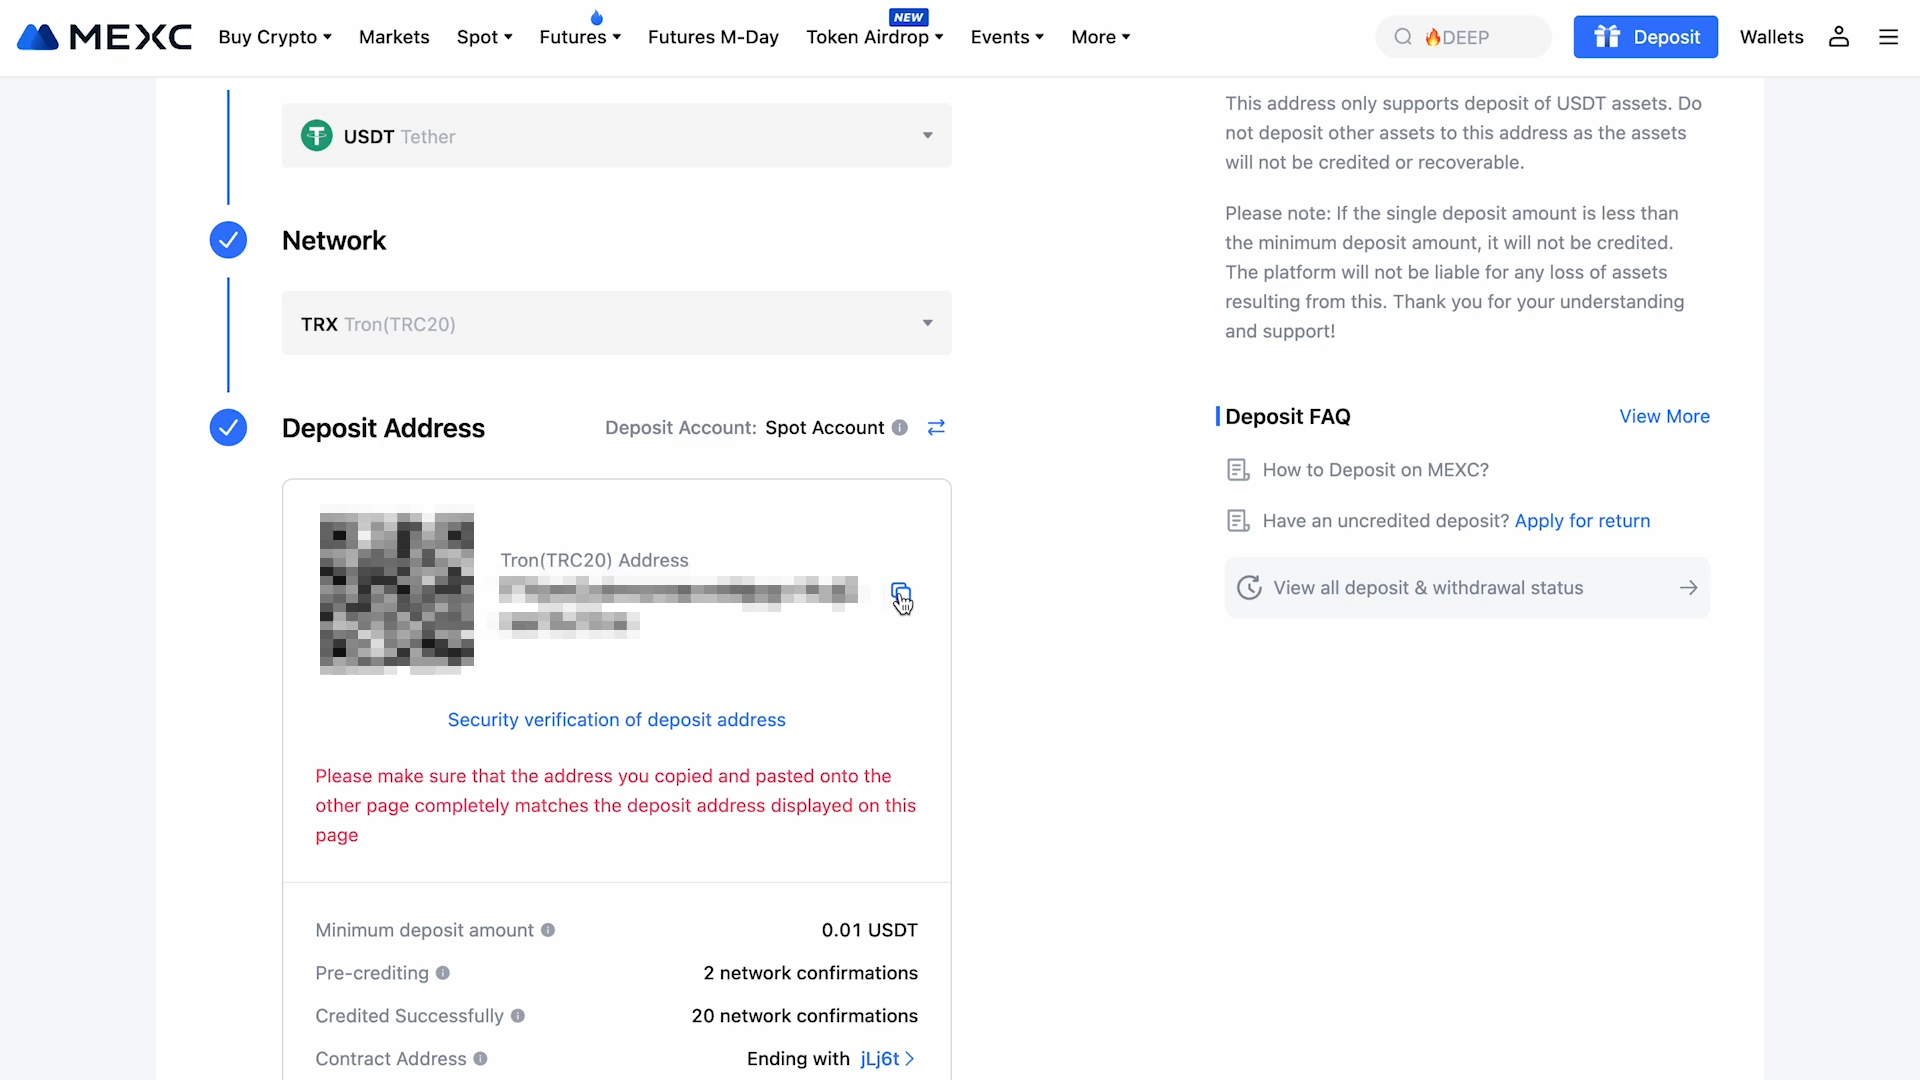 MEXC
Buy Crypto
Markets
Spot
Futures
Futures M-Day
Token Airdrop
NEW
Events
More
DEEP
Deposit
Wallets
USDT Tether
Network
TRX Tron(TRC20)
Deposit Address
Deposit Account: Spot Account
Tron(TRC20) Address
Security verification of deposit address
Please make sure that the address you copied and pasted onto the
other page completely matches the deposit address displayed on this
page
Minimum deposit amount
0.01 USDT
Pre-crediting
2 network confirmations
Credited Successfully
20 network confirmations
Contract Address
Ending with jLj6t
This address only supports deposit of USDT assets. Do
not deposit other assets to this address as the assets
will not be credited or recoverable.
Please note: If the single deposit amount is less than
the minimum deposit amount, it will not be credited.
The platform will not be liable for any loss of assets
resulting from this. Thank you for your understanding
and support!
Deposit FAQ
View More
How to Deposit on MEXC?
Have an uncredited deposit? Apply for return
View all deposit & withdrawal status